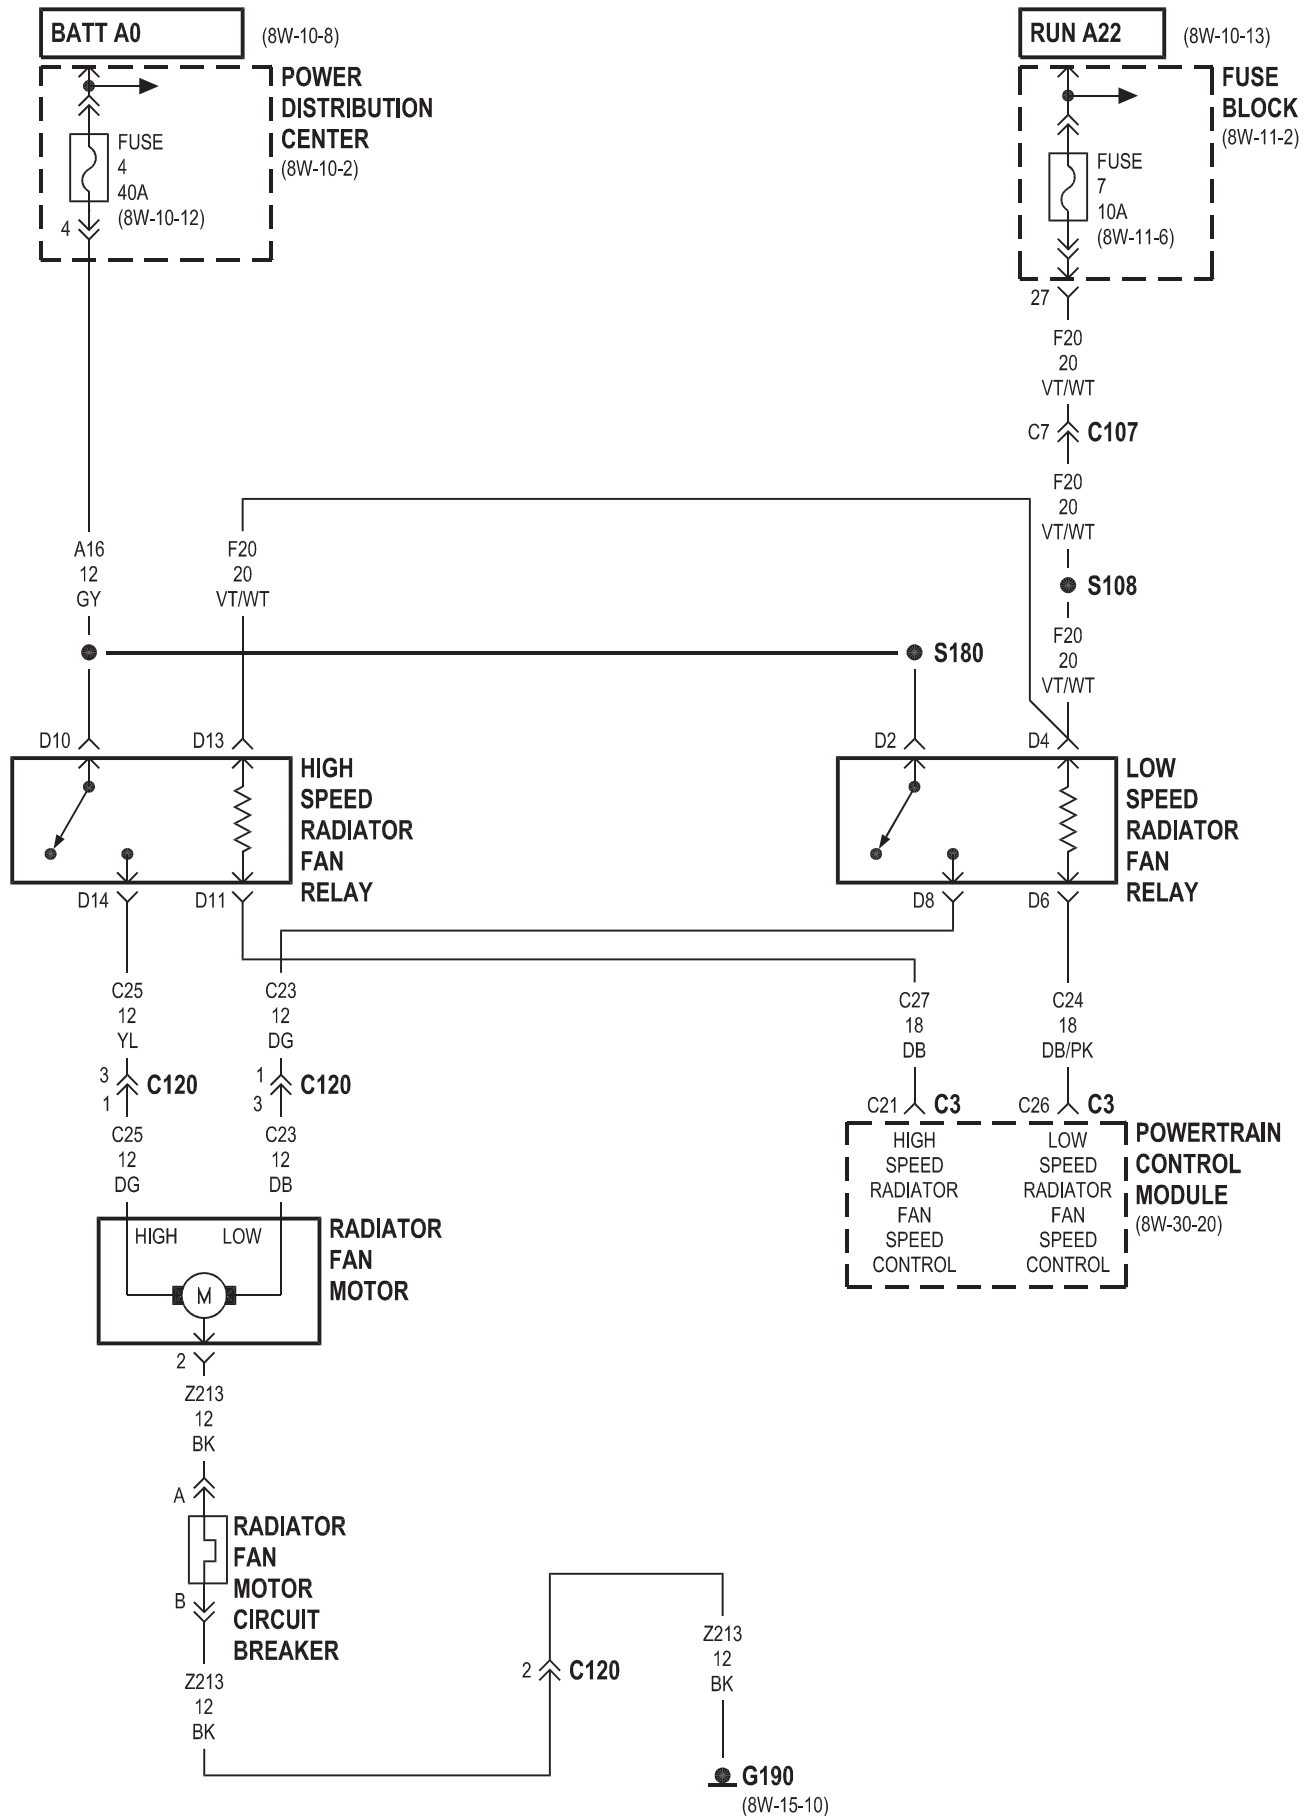 BATT A0
(8W-10-8)
POWER
DISTRIBUTION
CENTER
(8W-10-2)
FUSE
4
40A
(8W-10-12)
4
RUN A22
(8W-10-13)
FUSE
BLOCK
(8W-11-2)
FUSE
7
10A
(8W-11-6)
27
F20
20
VT/WT
C7
C107
F20
20
VT/WT
S108
F20
20
VT/WT
A16
12
GY
F20
20
VT/WT
S180
D10
D13
D2
D4
HIGH
SPEED
RADIATOR
FAN
RELAY
LOW
SPEED
RADIATOR
FAN
RELAY
D14
D11
D8
D6
C25
12
YL
C23
12
DG
C27
18
DB
C24
18
DB/PK
3
C120
1
1
C120
3
C25
12
DG
C23
12
DB
C21
C3
C26
C3
HIGH
SPEED
RADIATOR
FAN
SPEED
CONTROL
LOW
SPEED
RADIATOR
FAN
SPEED
CONTROL
POWERTRAIN
CONTROL
MODULE
(8W-30-20)
HIGH
LOW
M
RADIATOR
FAN
MOTOR
2
Z213
12
BK
A
RADIATOR
FAN
MOTOR
CIRCUIT
BREAKER
B
Z213
12
BK
2
C120
Z213
12
BK
G190
(8W-15-10)